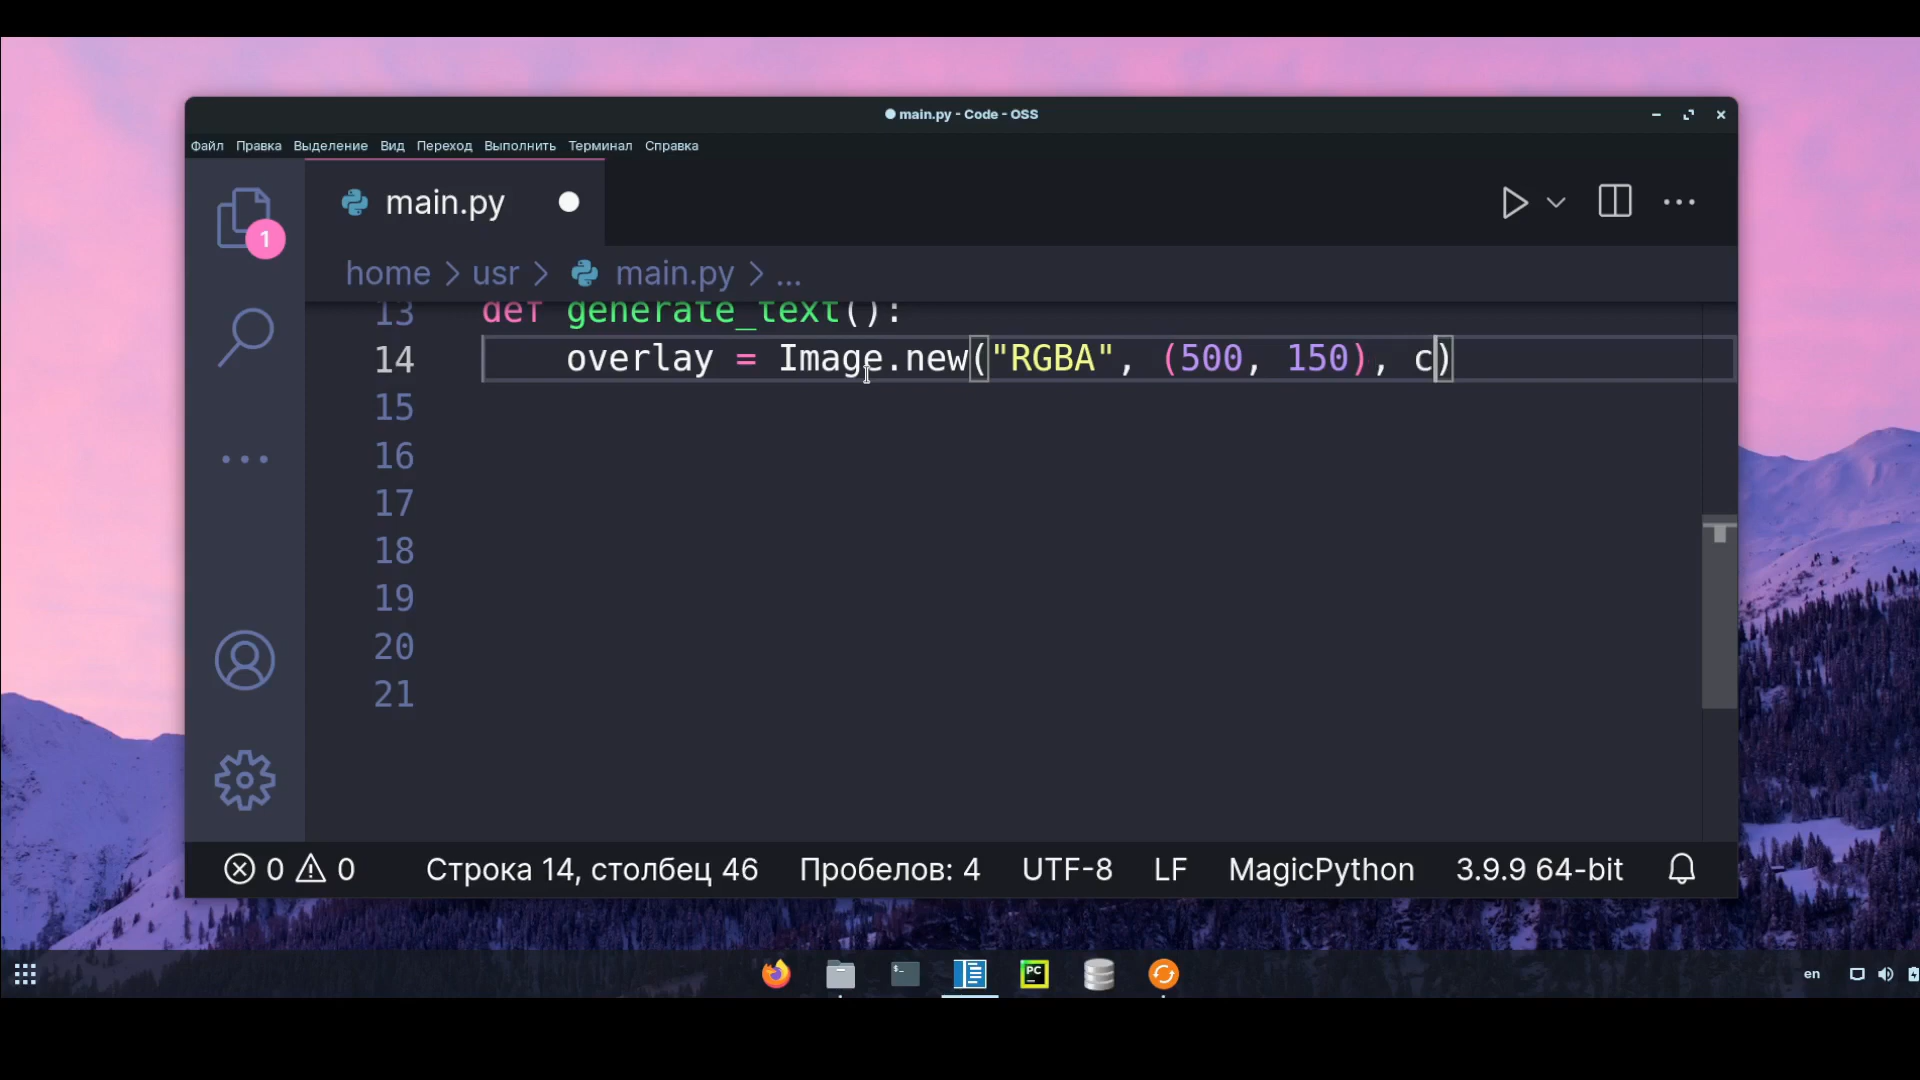 main.py - Code - OSS
Файл Правка Выделение Вид Переход Выполнить Терминал Справка
main.py
1
home > usr > main.py > ...
13 def generate_text():
14 overlay = Image.new("RGBA", (500, 150), c)
15
16
17
18
19
20
21
0 0 Строка 14, столбец 46 Пробелов: 4 UTF-8 LF MagicPython 3.9.9 64-bit
PC
en